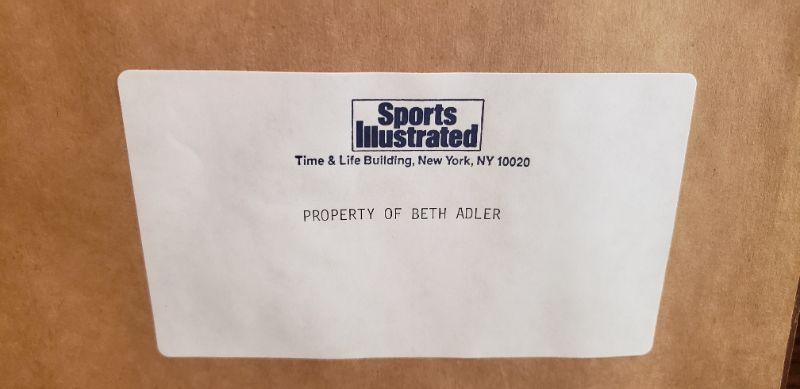 Sports
Illustrated
Time & Life Building, New York, NY 10020
PROPERTY OF BETH ADLER